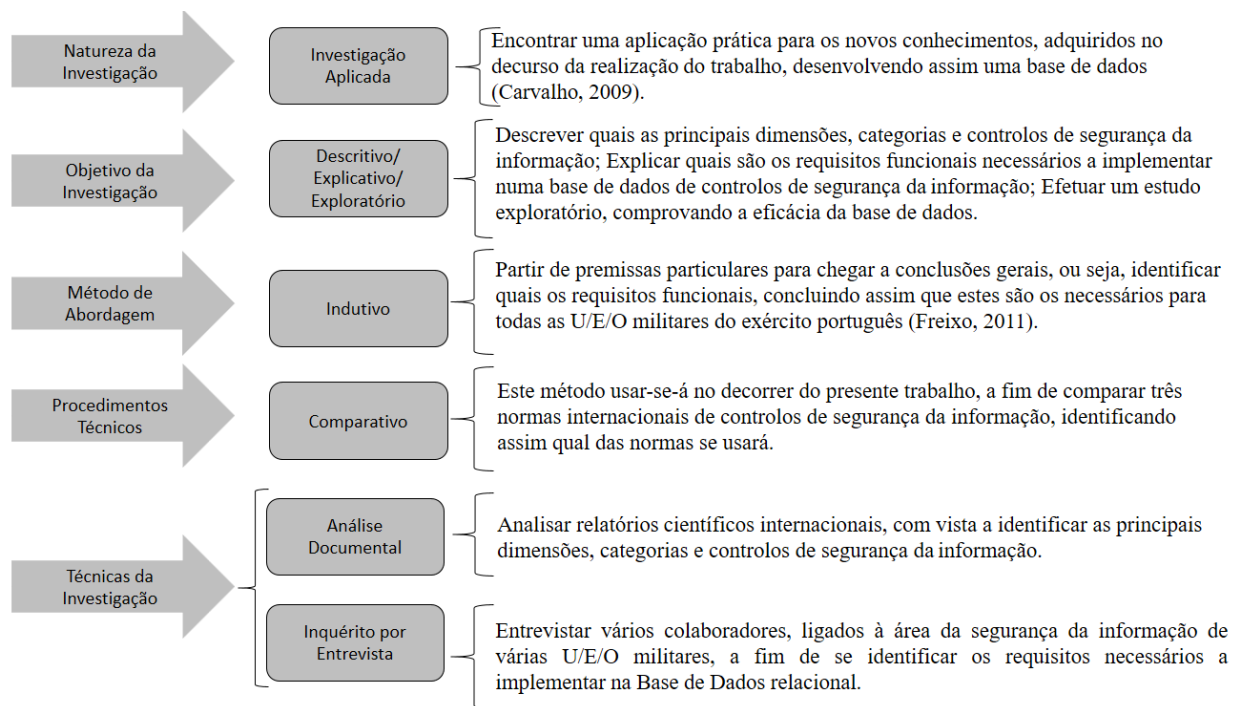 Natureza da
Investigação
Investigação
Aplicada
Encontrar uma aplicação prática para os novos conhecimentos, adquiridos no
decurso da realização do trabalho, desenvolvendo assim uma base de dados
(Carvalho, 2009).
Objetivo da
Investigação
Descritivo/
Explicativo/
Exploratório
Descrever quais as principais dimensões, categorias e controlos de segurança da
informação; Explicar quais são os requisitos funcionais necessários a implementar
numa base de dados de controlos de segurança da informação; Efetuar um estudo
exploratório, comprovando a eficácia da base de dados.
Método de
Abordagem
Indutivo
Partir de premissas particulares para chegar a conclusões gerais, ou seja, identificar
quais os requisitos funcionais, concluindo assim que estes são os necessários para
todas as U/E/O militares do exército português (Freixo, 2011).
Procedimentos
Técnicos
Comparativo
Este método usar-se-á no decorrer do presente trabalho, a fim de comparar três
normas internacionais de controlos de segurança da informação, identificando
assim qual das normas se usará.
Técnicas da
Investigação
Análise
Documental
Analisar relatórios científicos internacionais, com vista a identificar as principais
dimensões, categorias e controlos de segurança da informação.
Inquérito por
Entrevista
Entrevistar vários colaboradores, ligados à área da segurança da informação de
várias U/E/O militares, a fim de se identificar os requisitos necessários a
implementar na Base de Dados relacional.